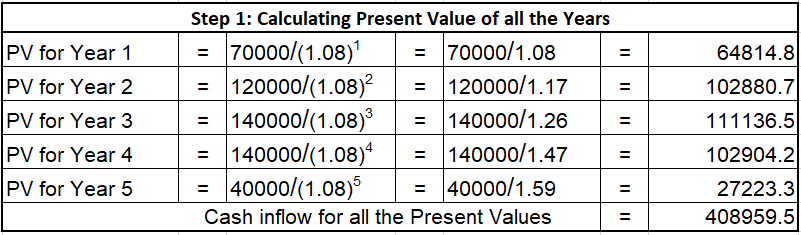 Step 1: Calculating Present Value of all the Years
PV for Year 1 = 70000/(1.08)¹ = 70000/1.08 = 64814.8
PV for Year 2 = 120000/(1.08)² = 120000/1.17 = 102880.7
PV for Year 3 = 140000/(1.08)³ = 140000/1.26 = 111136.5
PV for Year 4 = 140000/(1.08)⁴ = 140000/1.47 = 102904.2
PV for Year 5 = 40000/(1.08)⁵ = 40000/1.59 = 27223.3
Cash inflow for all the Present Values = 408959.5